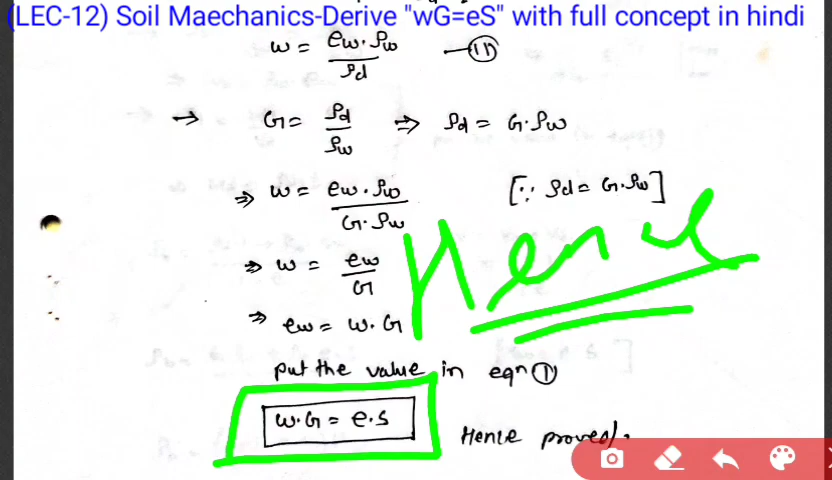 (LEC-12) Soil Maechanics-Derive "wG=eS" with full concept in hindi
w = ew·ρw / ρd —(11)
→ G = ρd / ρw ⇒ ρd = G·ρw
⇒ w = ew·ρw / G·ρw [∵ ρd = G·ρw]
⇒ w = ew / G
⇒ ew = w·G
Hence
put the value in eqn ①
w·G = e·s
Hence proved.